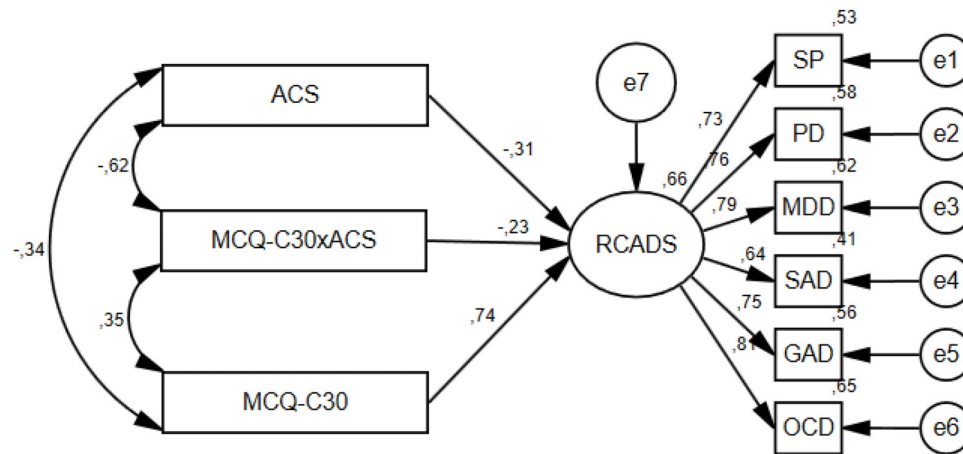 ACS
MCQ-C30xACS
MCQ-C30
-,34
-,62
,35
-,31
-,23
,74
e7
,66
RCADS
,73
,76
,79
,64
,75
,81
,53
SP
e1
,58
PD
e2
,62
MDD
e3
,41
SAD
e4
,56
GAD
e5
,65
OCD
e6